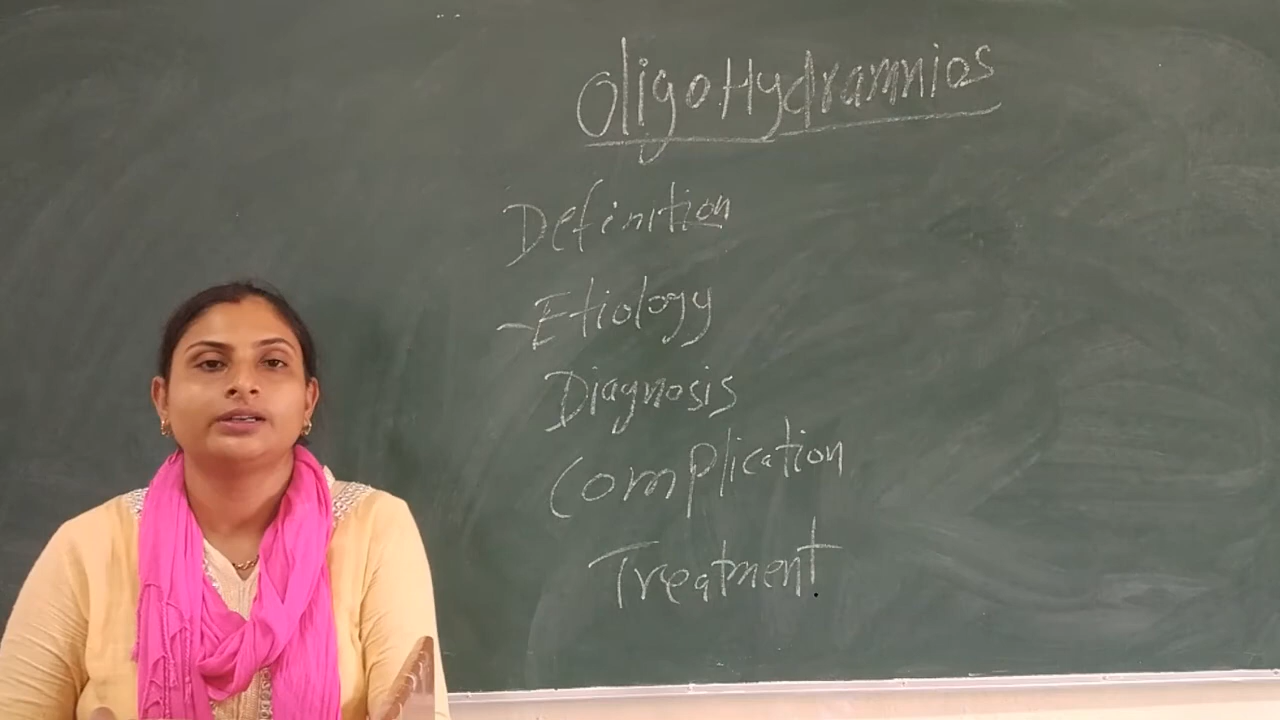 OligoHydramnios
Definition
- Etiology
Diagnosis
Complication
Treatment